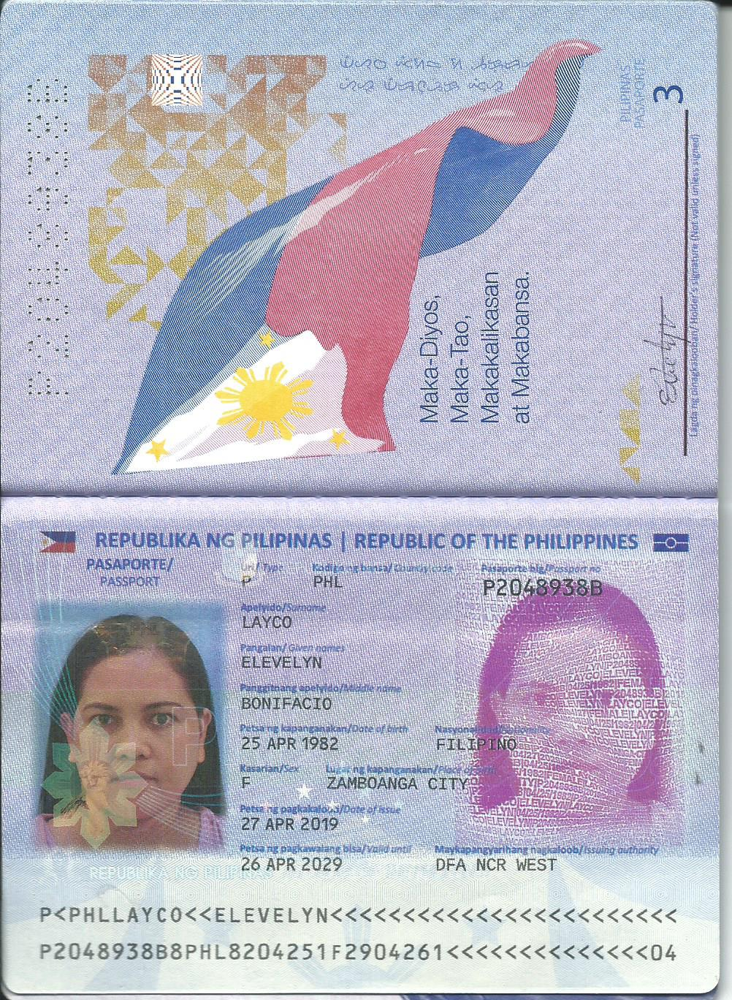 PILIPINAS
PASAPORTE
3
Maka-Diyos,
Maka-Tao,
Makakalikasan
at Makabansa.
Lagda ng pinagkalooban/ Holder's signature (Not valid unless signed)
REPUBLIKA NG PILIPINAS | REPUBLIC OF THE PHILIPPINES
PASAPORTE/
PASSPORT
Uri/ Type Kodigo ng bansa/ Country code Pasaporte blg/Passport no
P PHL P2048938B
Apelyido/Surname
LAYCO
Pangalan/ Given names
ELEVELYN
Panggitnang apelyido/Middle name
BONIFACIO
Petsa ng kapanganakan/Date of birth Nasyonalidad/Nationality
25 APR 1982 FILIPINO
Kasarian/Sex Lugar ng kapanganakan/Place of birth
F ZAMBOANGA CITY
Petsa ng pagkakaloob/Date of issue
27 APR 2019
Petsa ng pagkawalang bisa/Valid until Maykapangyarihang nagkaloob/Issuing authority
26 APR 2029 DFA NCR WEST
REPUBLIKA NG PILIPINAS
P<PHLLAYCO<<ELEVELYN<<<<<<<<<<<<<<<<<<<<<<<<
P2048938B8PHL8204251F2904261<<<<<<<<<<<<<<04